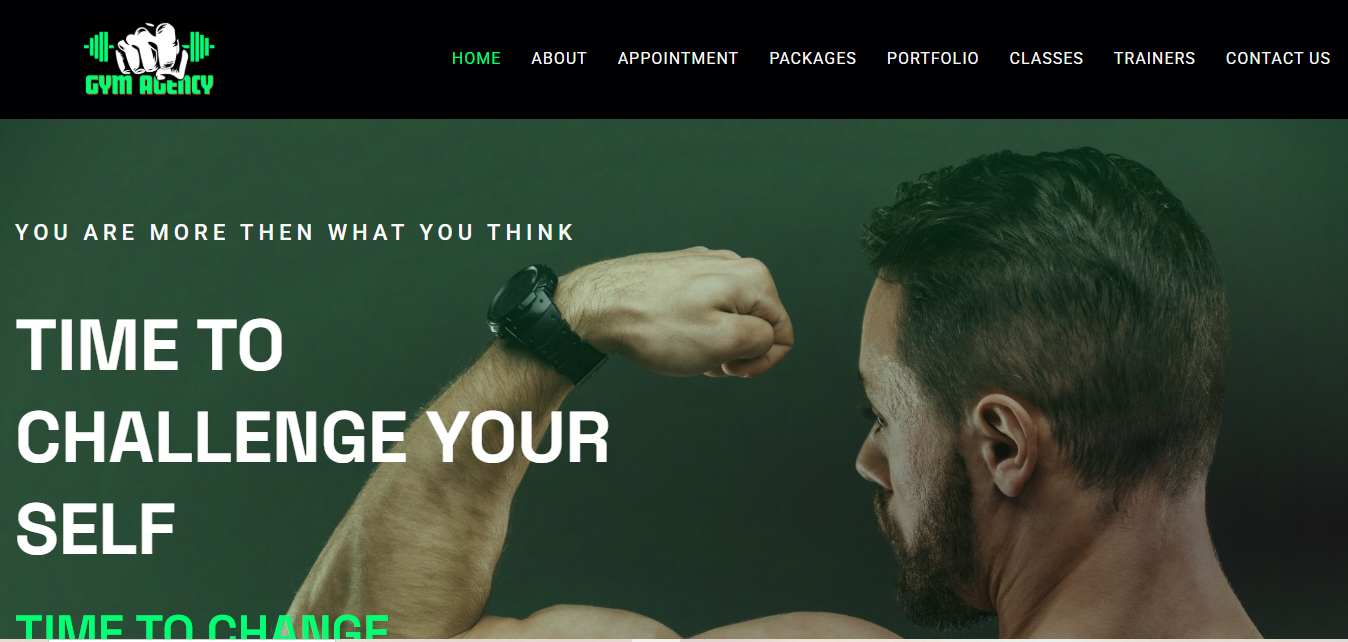 GYM AGENCY
HOME ABOUT APPOINTMENT PACKAGES PORTFOLIO CLASSES TRAINERS CONTACT US
YOU ARE MORE THEN WHAT YOU THINK
TIME TO
CHALLENGE YOUR
SELF
TIME TO CHANGE